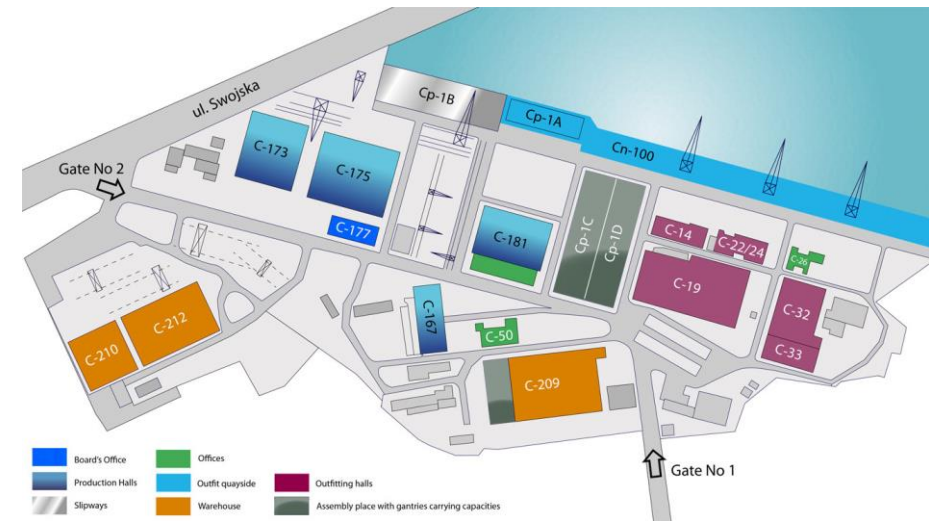 ul. Swojska
Cp-1B
Cp-1A
Cn-100
Gate No 2
C-173
C-175
C-177
C-181
Cp-1C
Cp-1D
C-14
C-22/24
C-26
C-19
C-32
C-33
C-167
C-50
C-212
C-210
C-209
Gate No 1
Board's Office
Offices
Production Halls
Outfit quayside
Outfitting halls
Slipways
Warehouse
Assembly place with gantries carrying capacities